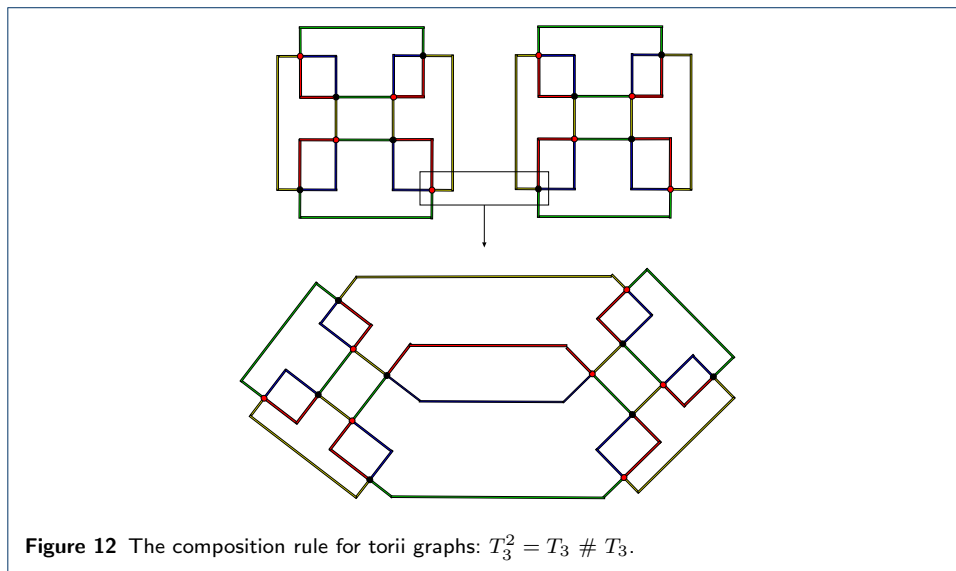 Figure 12 The composition rule for torii graphs: $T_3^2 = T_3 \ \# \ T_3$.